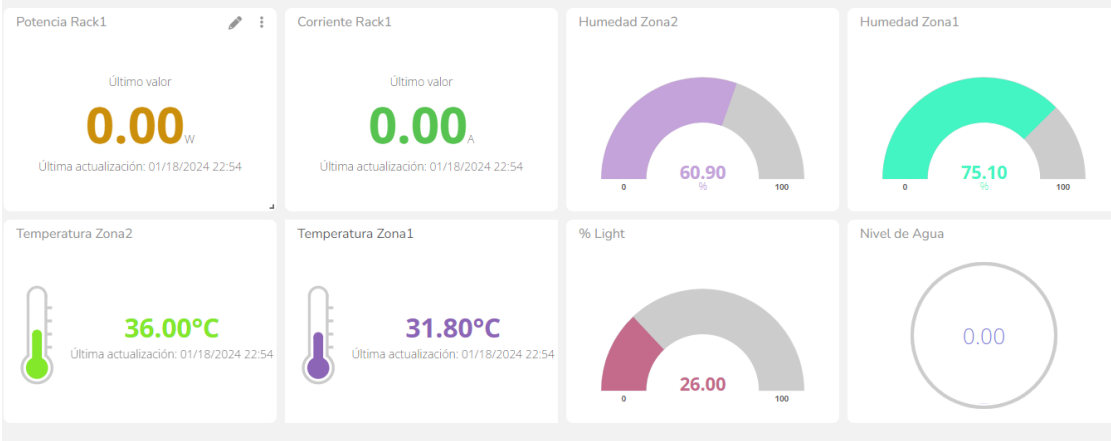 Potencia Rack1
Último valor
0.00 W
Última actualización: 01/18/2024 22:54
Corriente Rack1
Último valor
0.00 A
Última actualización: 01/18/2024 22:54
Humedad Zona2
60.90
%
0 100
Humedad Zona1
75.10
%
0 100
Temperatura Zona2
36.00°C
Última actualización: 01/18/2024 22:54
Temperatura Zona1
31.80°C
Última actualización: 01/18/2024 22:54
% Light
26.00
0 100
Nivel de Agua
0.00